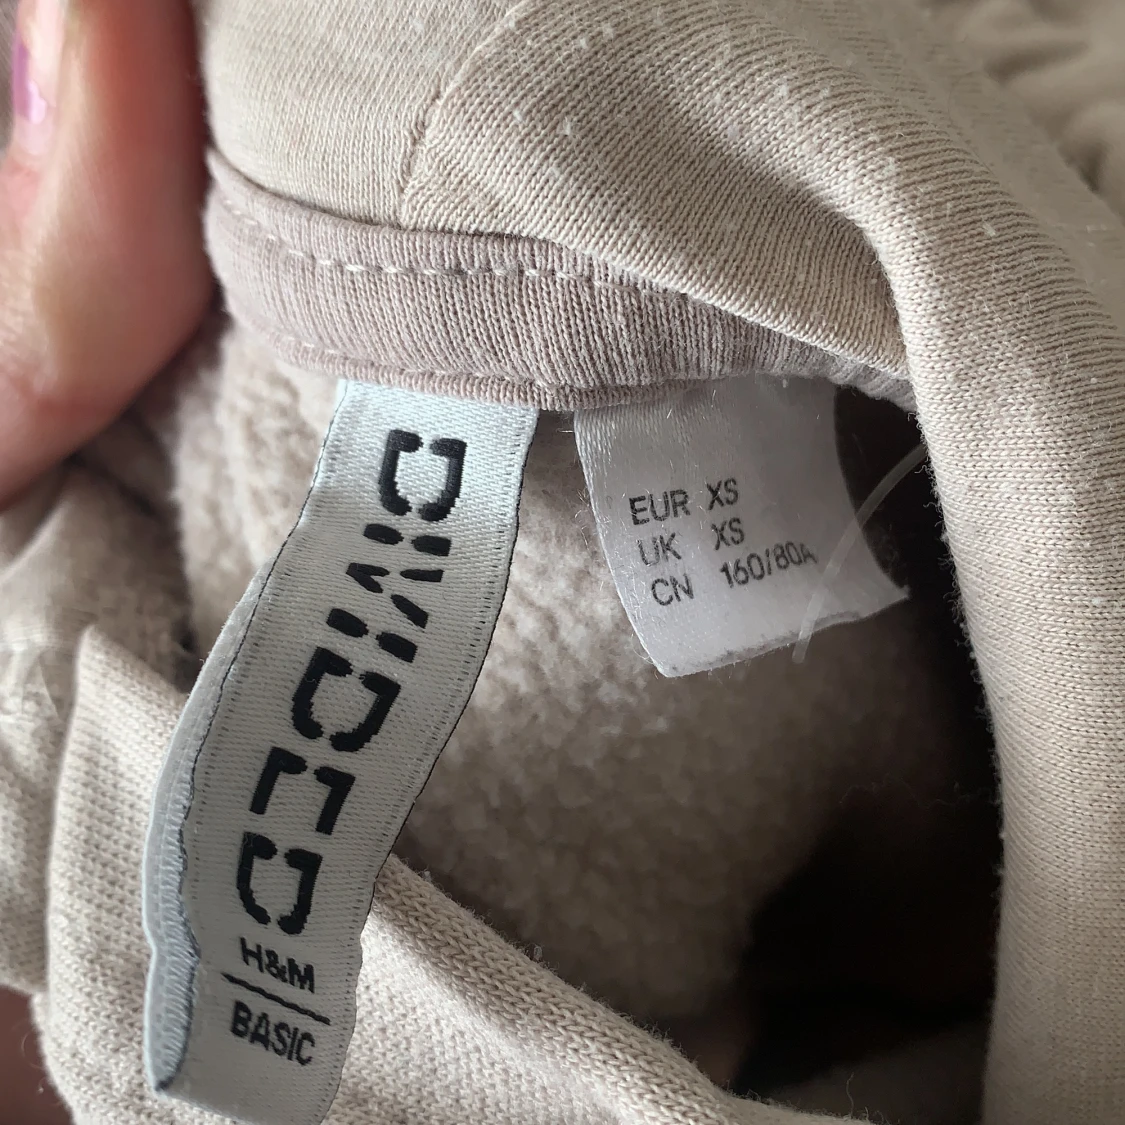 DIVIDED
H&M
BASIC
EUR XS
UK XS
CN 160/80A